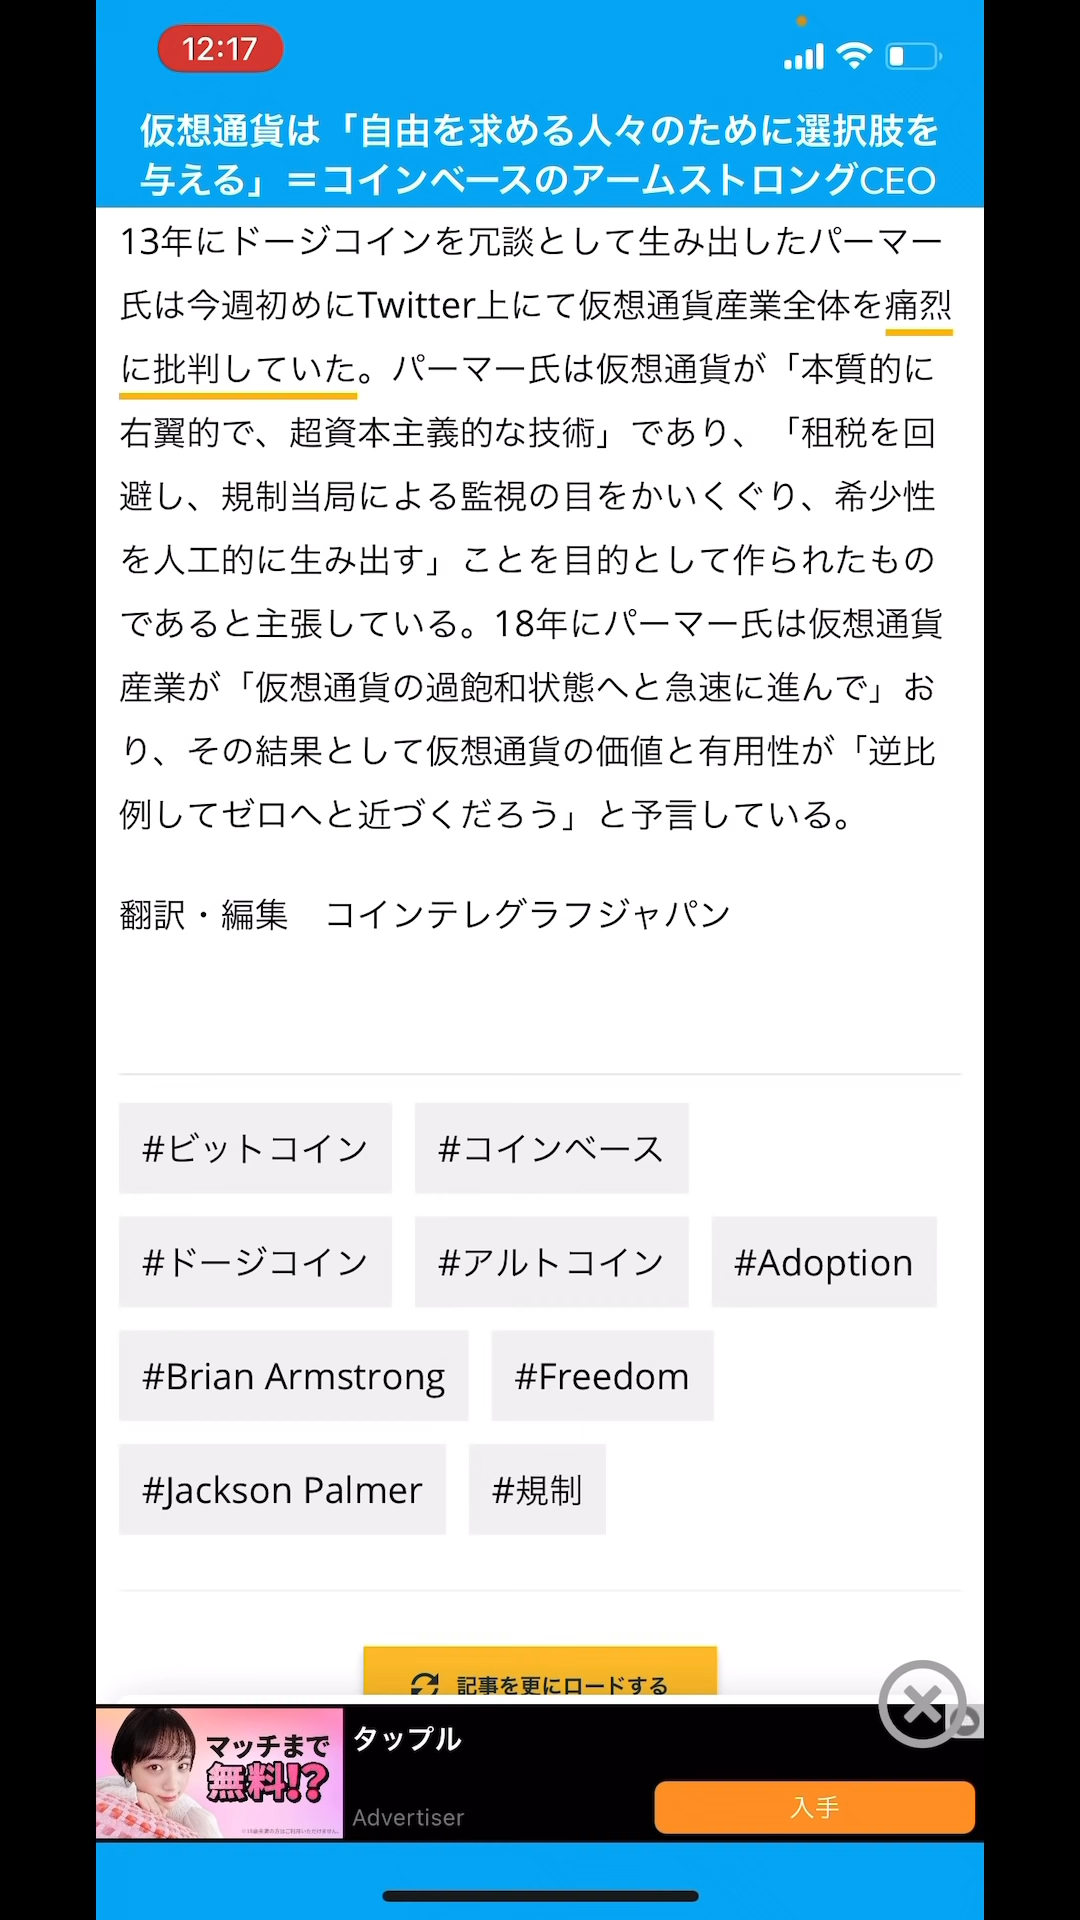 12:17
仮想通貨は「自由を求める人々のために選択肢を
与える」＝コインベースのアームストロングCEO
13年にドージコインを冗談として生み出したパーマー
氏は今週初めにTwitter上にて仮想通貨産業全体を痛烈
に批判していた。パーマー氏は仮想通貨が「本質的に
右翼的で、超資本主義的な技術」であり、「租税を回
避し、規制当局による監視の目をかいくぐり、希少性
を人工的に生み出す」ことを目的として作られたもの
であると主張している。18年にパーマー氏は仮想通貨
産業が「仮想通貨の過飽和状態へと急速に進んで」お
り、その結果として仮想通貨の価値と有用性が「逆比
例してゼロへと近づくだろう」と予言している。
翻訳・編集　コインテレグラフジャパン
#ビットコイン #コインベース
#ドージコイン #アルトコイン #Adoption
#Brian Armstrong #Freedom
#Jackson Palmer #規制
記事を更にロードする
マッチまで
無料!?
タップル
Advertiser
入手